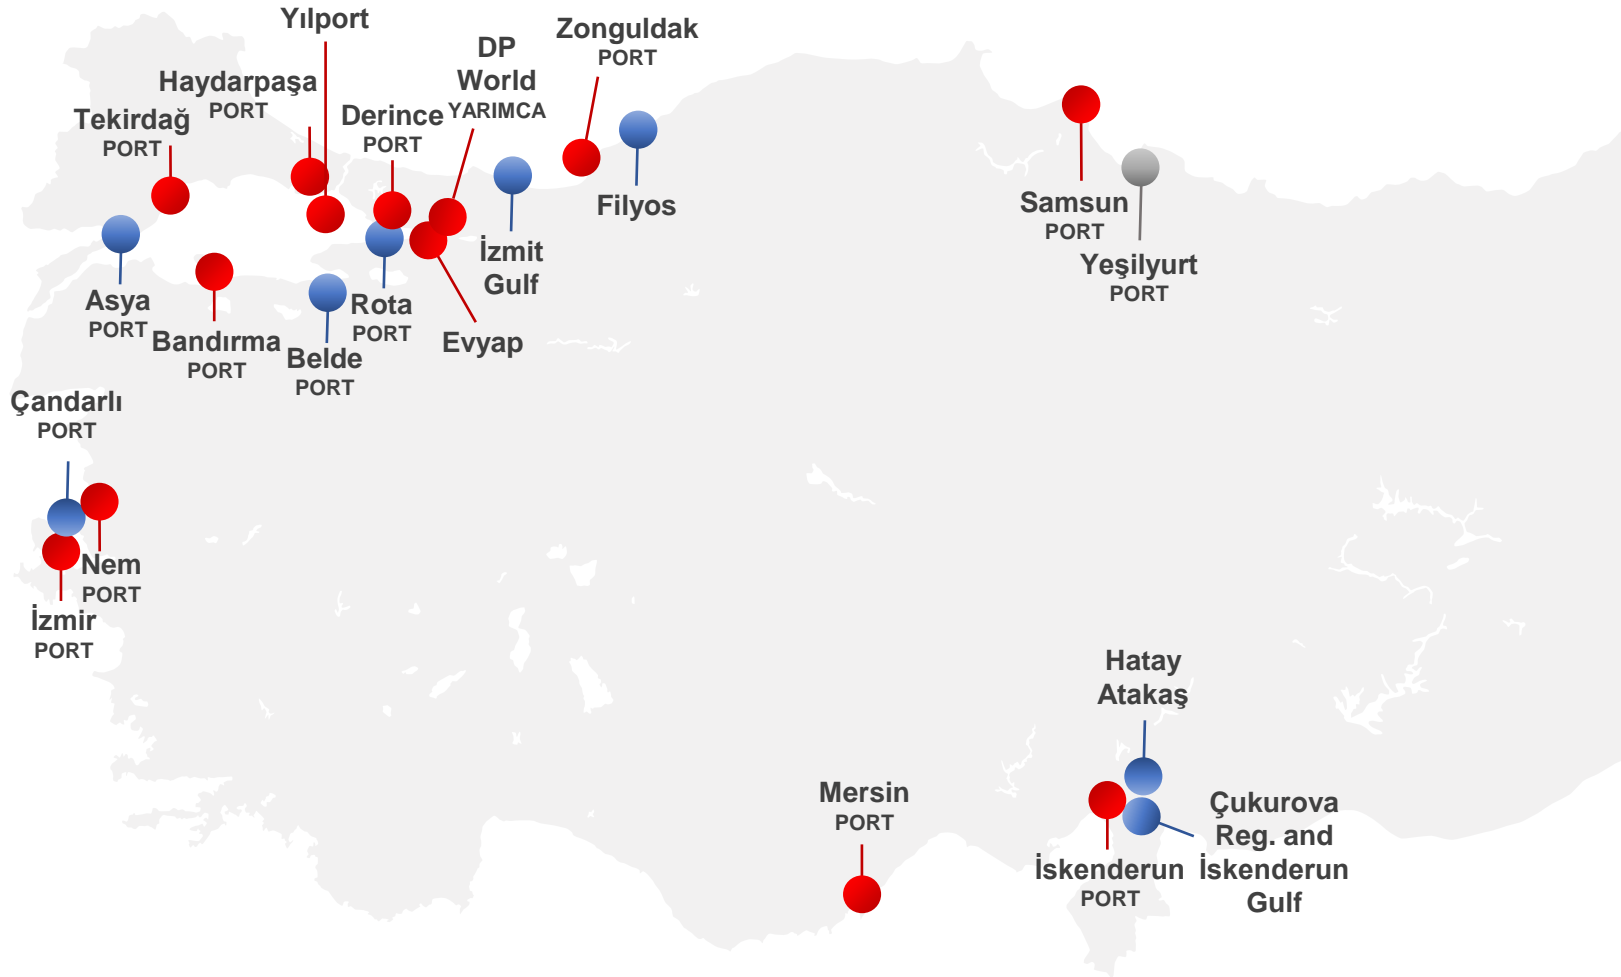 Yılport
Zonguldak
PORT
DP
World
YARIMCA
Haydarpaşa
PORT
Derince
PORT
Tekirdağ
PORT
Filyos
Samsun
PORT
İzmit
Gulf
Yeşilyurt
PORT
Asya
PORT
Rota
PORT
Bandırma
PORT
Evyap
Belde
PORT
Çandarlı
PORT
Nem
PORT
İzmir
PORT
Hatay
Atakaş
Mersin
PORT
Çukurova
Reg. and
İskenderun
Gulf
İskenderun
PORT